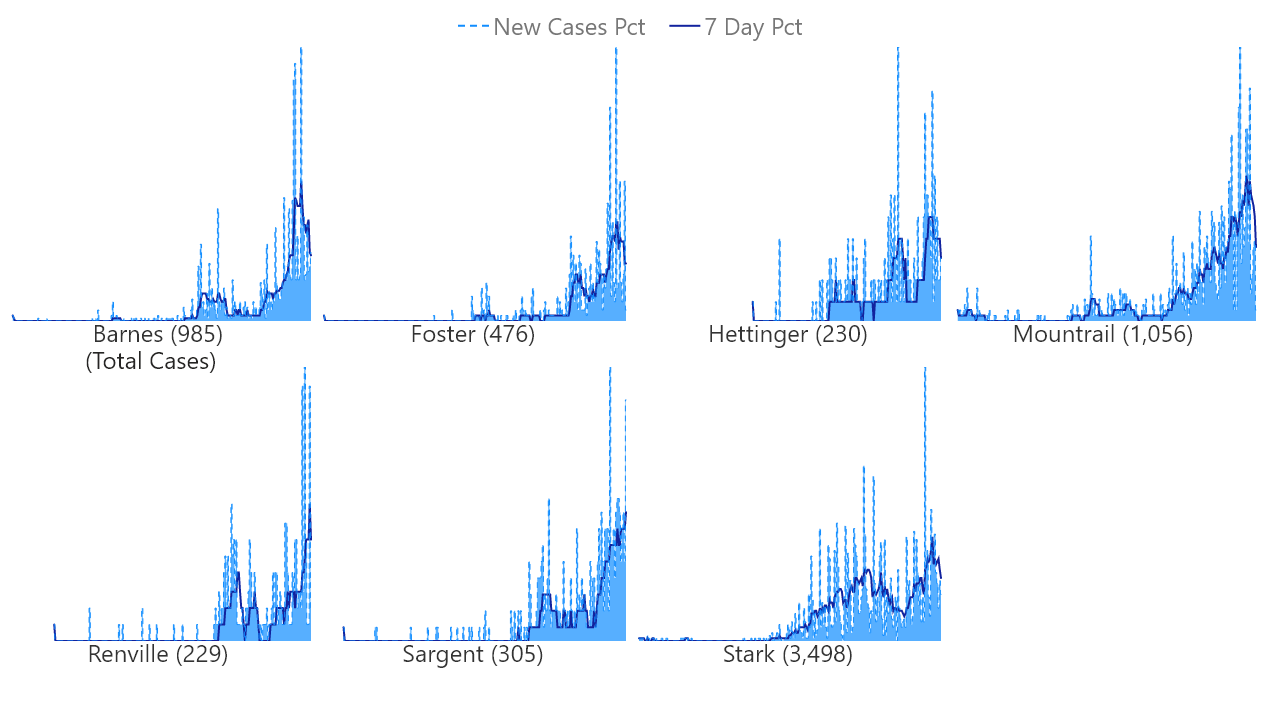 New Cases Pct 7 Day Pct
Barnes (985) Foster (476) Hettinger (230) Mountrail (1,056)
(Total Cases)
Renville (229) Sargent (305) Stark (3,498)